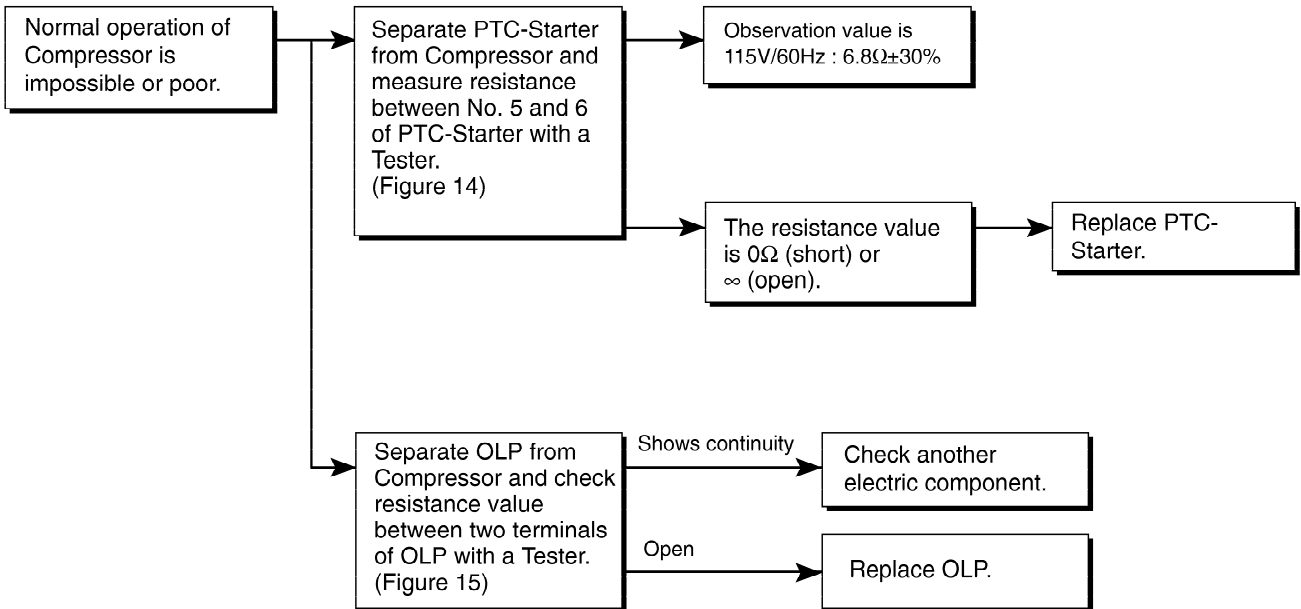 Normal operation of
Compressor is
impossible or poor.
Separate PTC-Starter
from Compressor and
measure resistance
between No. 5 and 6
of PTC-Starter with a
Tester.
(Figure 14)
Observation value is
115V/60Hz : 6.8Ω±30%
The resistance value
is 0Ω (short) or
∞ (open).
Replace PTC-
Starter.
Separate OLP from
Compressor and check
resistance value
between two terminals
of OLP with a Tester.
(Figure 15)
Shows continuity
Check another
electric component.
Open
Replace OLP.